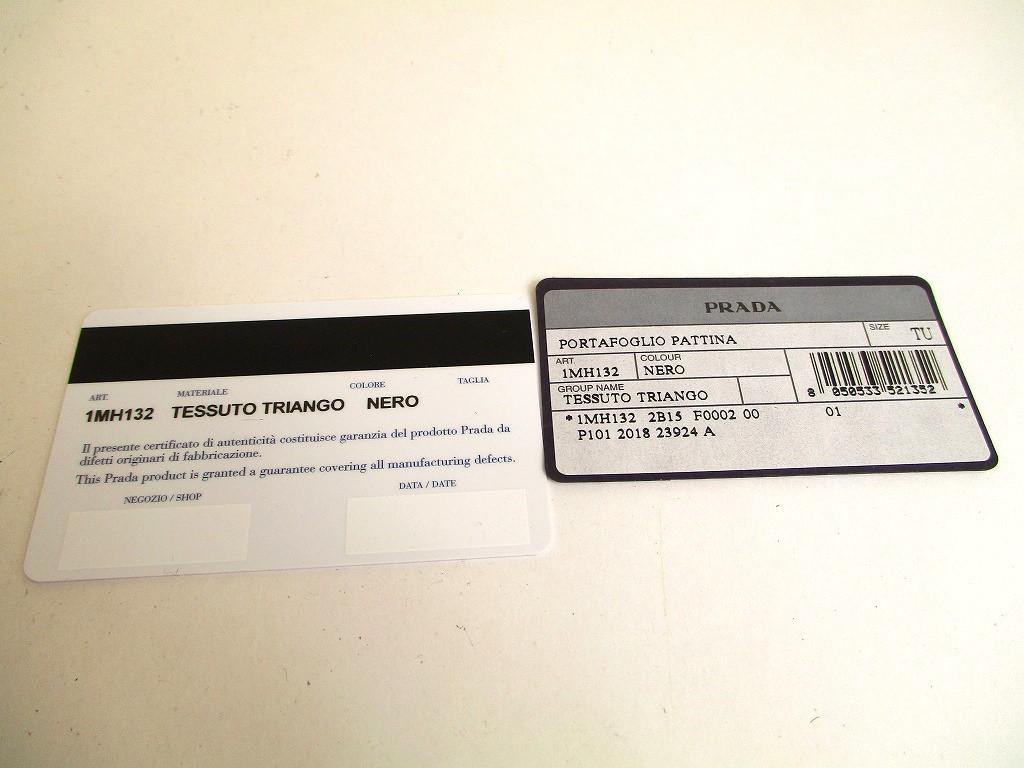 ART. MATERIALE COLORE TAGLIA
1MH132 TESSUTO TRIANGO NERO
Il presente certificato di autenticità costituisce garanzia del prodotto Prada da
difetti originari di fabbricazione.
This Prada product is granted a guarantee covering all manufacturing defects.
NEGOZIO / SHOP DATA / DATE
PRADA
PORTAFOGLIO PATTINA SIZE TU
ART. COLOUR
1MH132 NERO
GROUP NAME
TESSUTO TRIANGO
8 050533 521352
*1MH132 2B15 F0002 00 01 *
P101 2018 23924 A